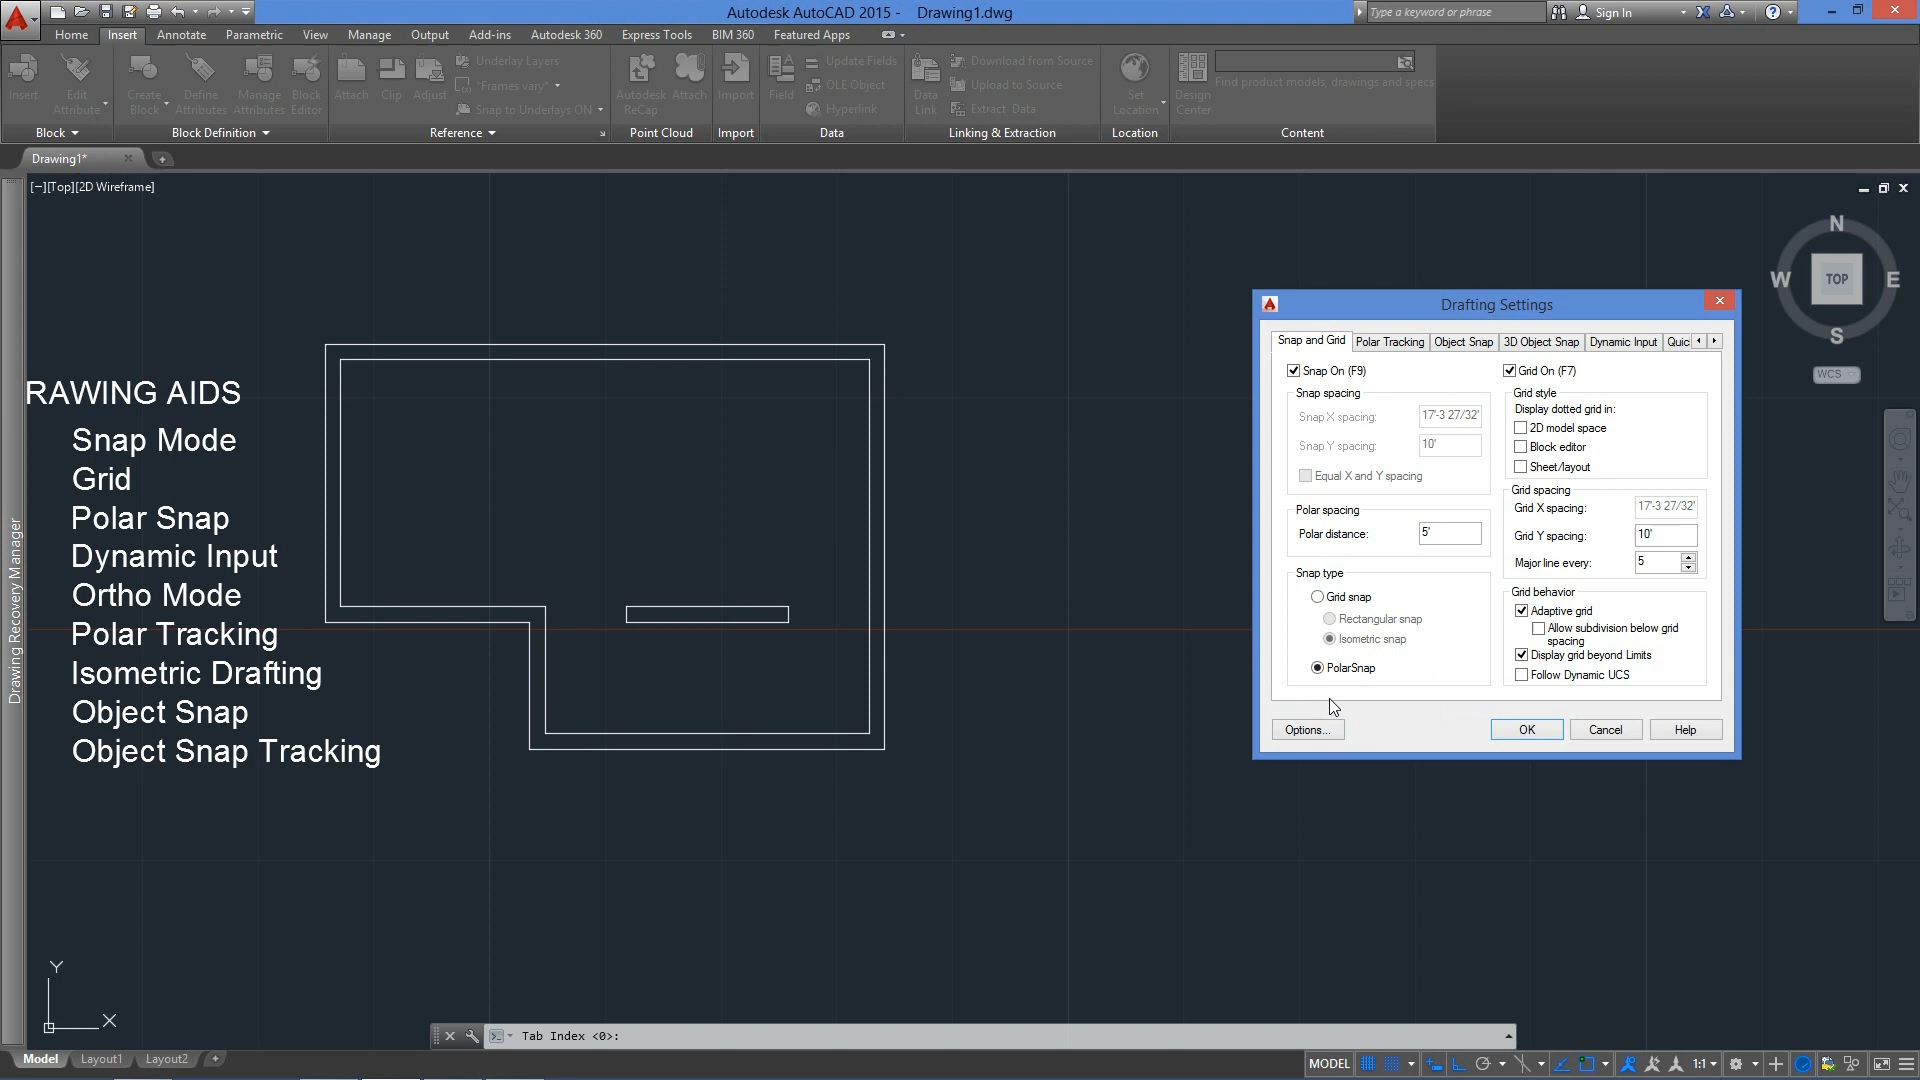 Autodesk AutoCAD 2015 - Drawing1.dwg
Type a keyword or phrase
Sign In
Home Insert Annotate Parametric View Manage Output Add-ins Autodesk 360 Express Tools BIM 360 Featured Apps
Insert
Edit Attribute
Create Block
Define Attributes
Manage Attributes
Block Editor
Attach
Clip
Adjust
Underlay Layers
*Frames vary*
Snap to Underlays ON
Autodesk ReCap
Attach
Import
Field
Update Fields
OLE Object
Hyperlink
Data Link
Download from Source
Upload to Source
Extract Data
Set Location
Design Center
Find product models, drawings and specs
Block
Block Definition
Reference
Point Cloud
Import
Data
Linking & Extraction
Location
Content
Drawing1*
[−][Top][2D Wireframe]
N
W TOP E
S
WCS
Drawing Recovery Manager
RAWING AIDS
Snap Mode
Grid
Polar Snap
Dynamic Input
Ortho Mode
Polar Tracking
Isometric Drafting
Object Snap
Object Snap Tracking
Drafting Settings
Snap and Grid Polar Tracking Object Snap 3D Object Snap Dynamic Input Quic
Snap On (F9)
Snap spacing
Snap X spacing: 17'-3 27/32"
Snap Y spacing: 10'
Equal X and Y spacing
Polar spacing
Polar distance: 5'
Snap type
Grid snap
Rectangular snap
Isometric snap
PolarSnap
Grid On (F7)
Grid style
Display dotted grid in:
2D model space
Block editor
Sheet/layout
Grid spacing
Grid X spacing: 17'-3 27/32"
Grid Y spacing: 10'
Major line every: 5
Grid behavior
Adaptive grid
Allow subdivision below grid
spacing
Display grid beyond Limits
Follow Dynamic UCS
Options... OK Cancel Help
Y
X
Tab Index <0>:
Model Layout1 Layout2
MODEL 1:1